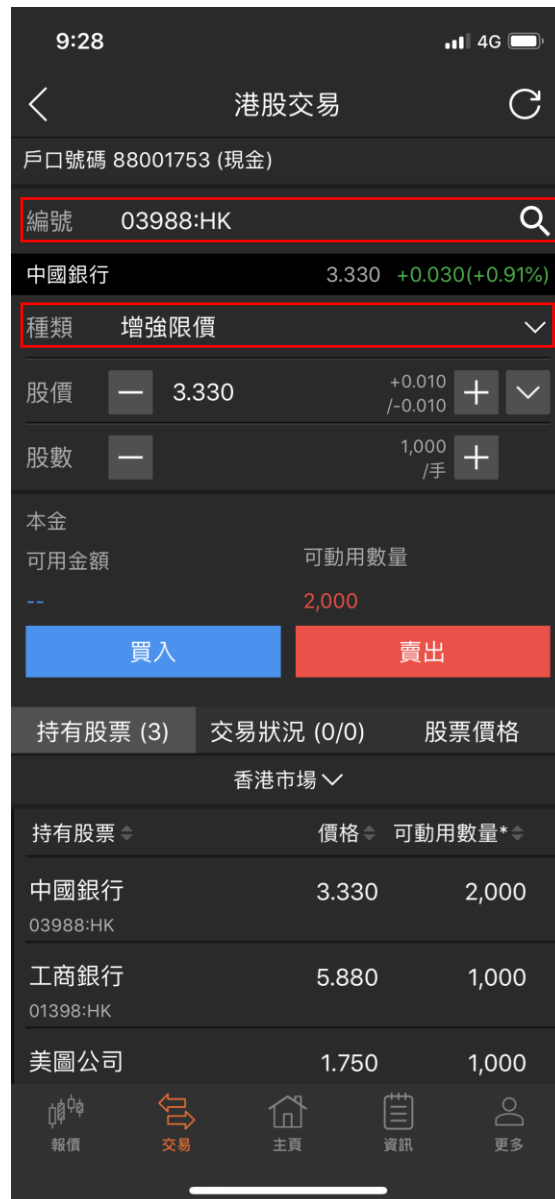 9:28 4G
港股交易
戶口號碼 88001753 (現金)
編號 03988:HK
中國銀行 3.330 +0.030(+0.91%)
種類 增強限價
股價 3.330 +0.010
/-0.010
股數 1,000
/手
本金
可用金額 可動用數量
-- 2,000
買入 賣出
持有股票 (3) 交易狀況 (0/0) 股票價格
香港市場
持有股票 價格 可動用數量*
中國銀行 3.330 2,000
03988:HK
工商銀行 5.880 1,000
01398:HK
美圖公司 1.750 1,000
報價 交易 主頁 資訊 更多